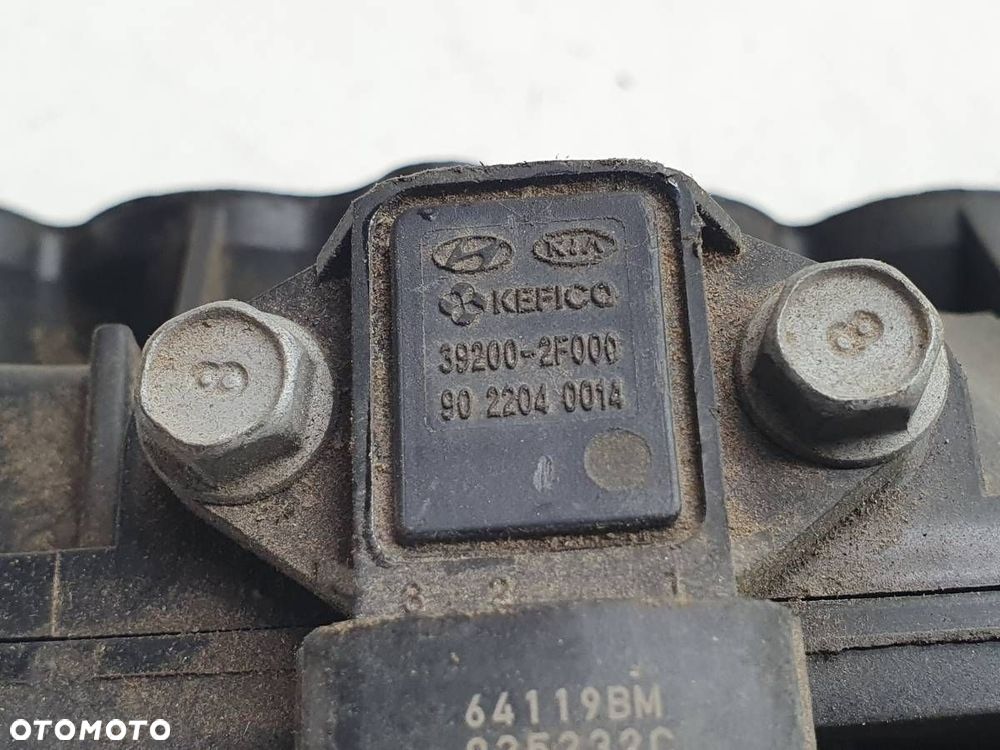 KIA
KEFICO
39200-2F000
90 2204 0014
8
8
3 2 1
64119BM
OTOMOTO